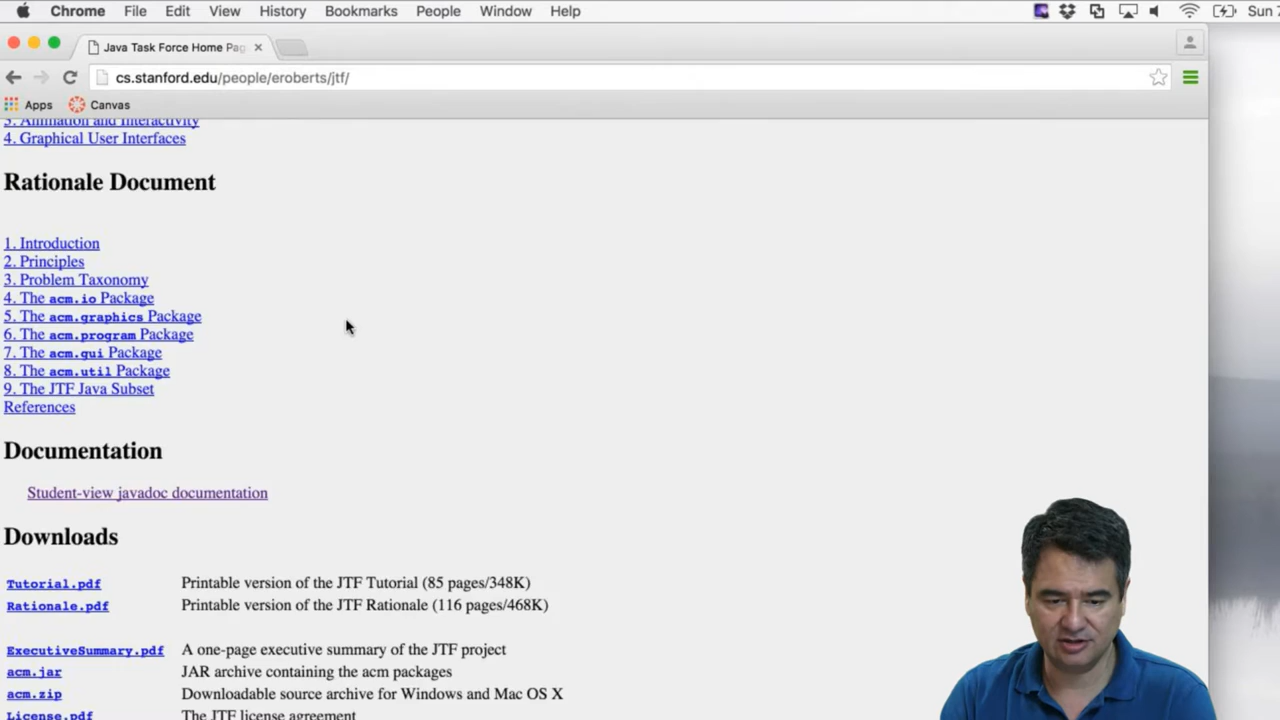 Chrome File Edit View History Bookmarks People Window Help Sun 7
Java Task Force Home Pag
cs.stanford.edu/people/eroberts/jtf/
Apps Canvas
3. Animation and Interactivity
4. Graphical User Interfaces
Rationale Document
1. Introduction
2. Principles
3. Problem Taxonomy
4. The acm.io Package
5. The acm.graphics Package
6. The acm.program Package
7. The acm.gui Package
8. The acm.util Package
9. The JTF Java Subset
References
Documentation
Student-view javadoc documentation
Downloads
Tutorial.pdf Printable version of the JTF Tutorial (85 pages/348K)
Rationale.pdf Printable version of the JTF Rationale (116 pages/468K)
ExecutiveSummary.pdf A one-page executive summary of the JTF project
acm.jar JAR archive containing the acm packages
acm.zip Downloadable source archive for Windows and Mac OS X
License.pdf The JTF license agreement